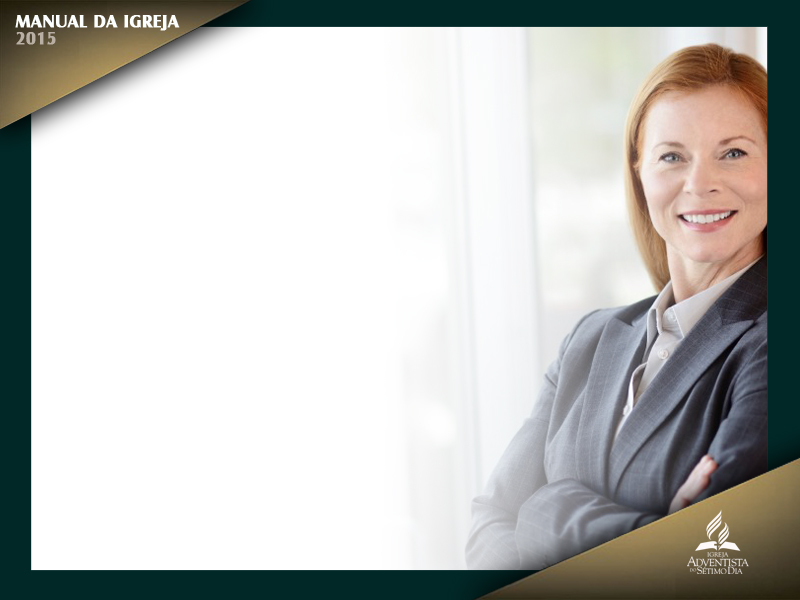 MANUAL DA IGREJA
2015
IGREJA
ADVENTISTA
DO SÉTIMO DIA